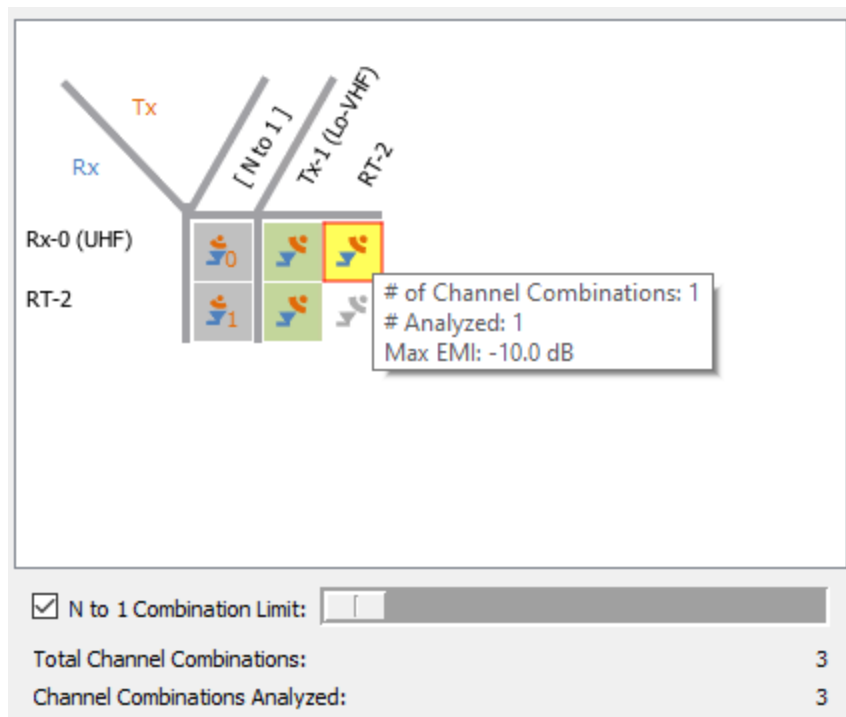 Tx
Rx
[ N to 1 ]
Tx-1 (Lo-VHF)
RT-2
Rx-0 (UHF)
0
RT-2
1
# of Channel Combinations: 1
# Analyzed: 1
Max EMI: -10.0 dB
N to 1 Combination Limit:
Total Channel Combinations: 3
Channel Combinations Analyzed: 3